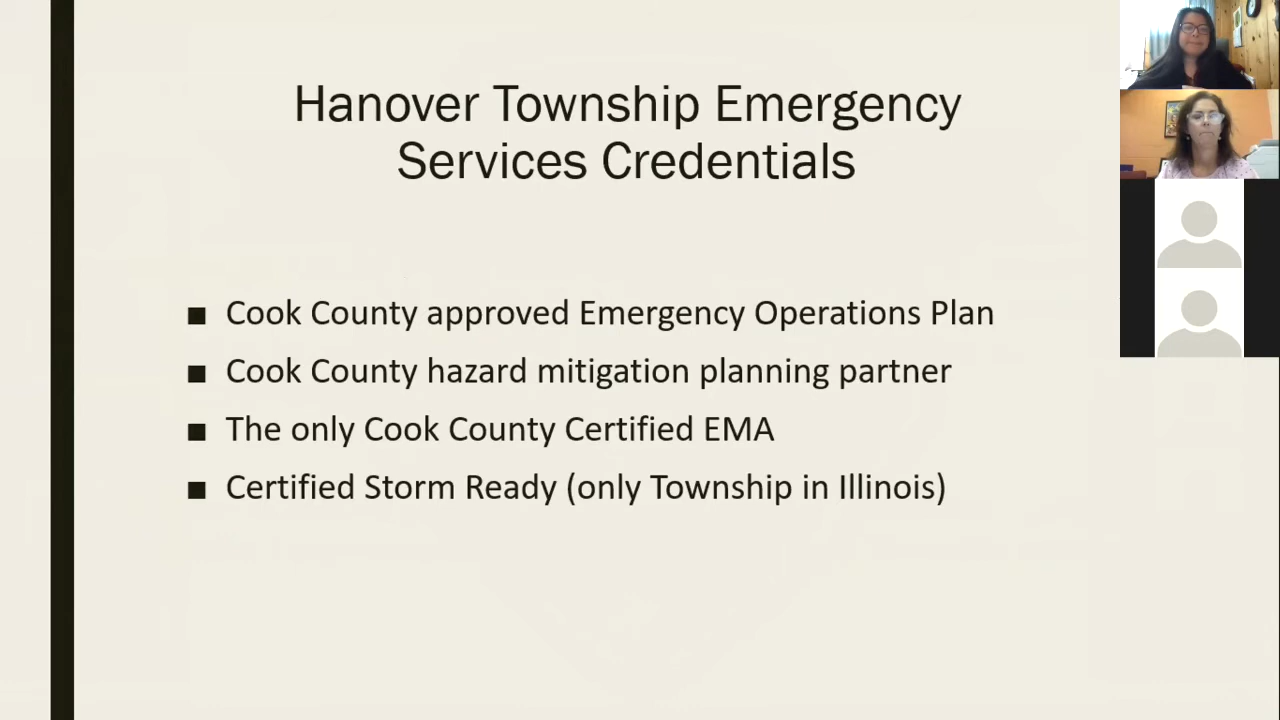 Hanover Township Emergency
Services Credentials
■ Cook County approved Emergency Operations Plan
■ Cook County hazard mitigation planning partner
■ The only Cook County Certified EMA
■ Certified Storm Ready (only Township in Illinois)